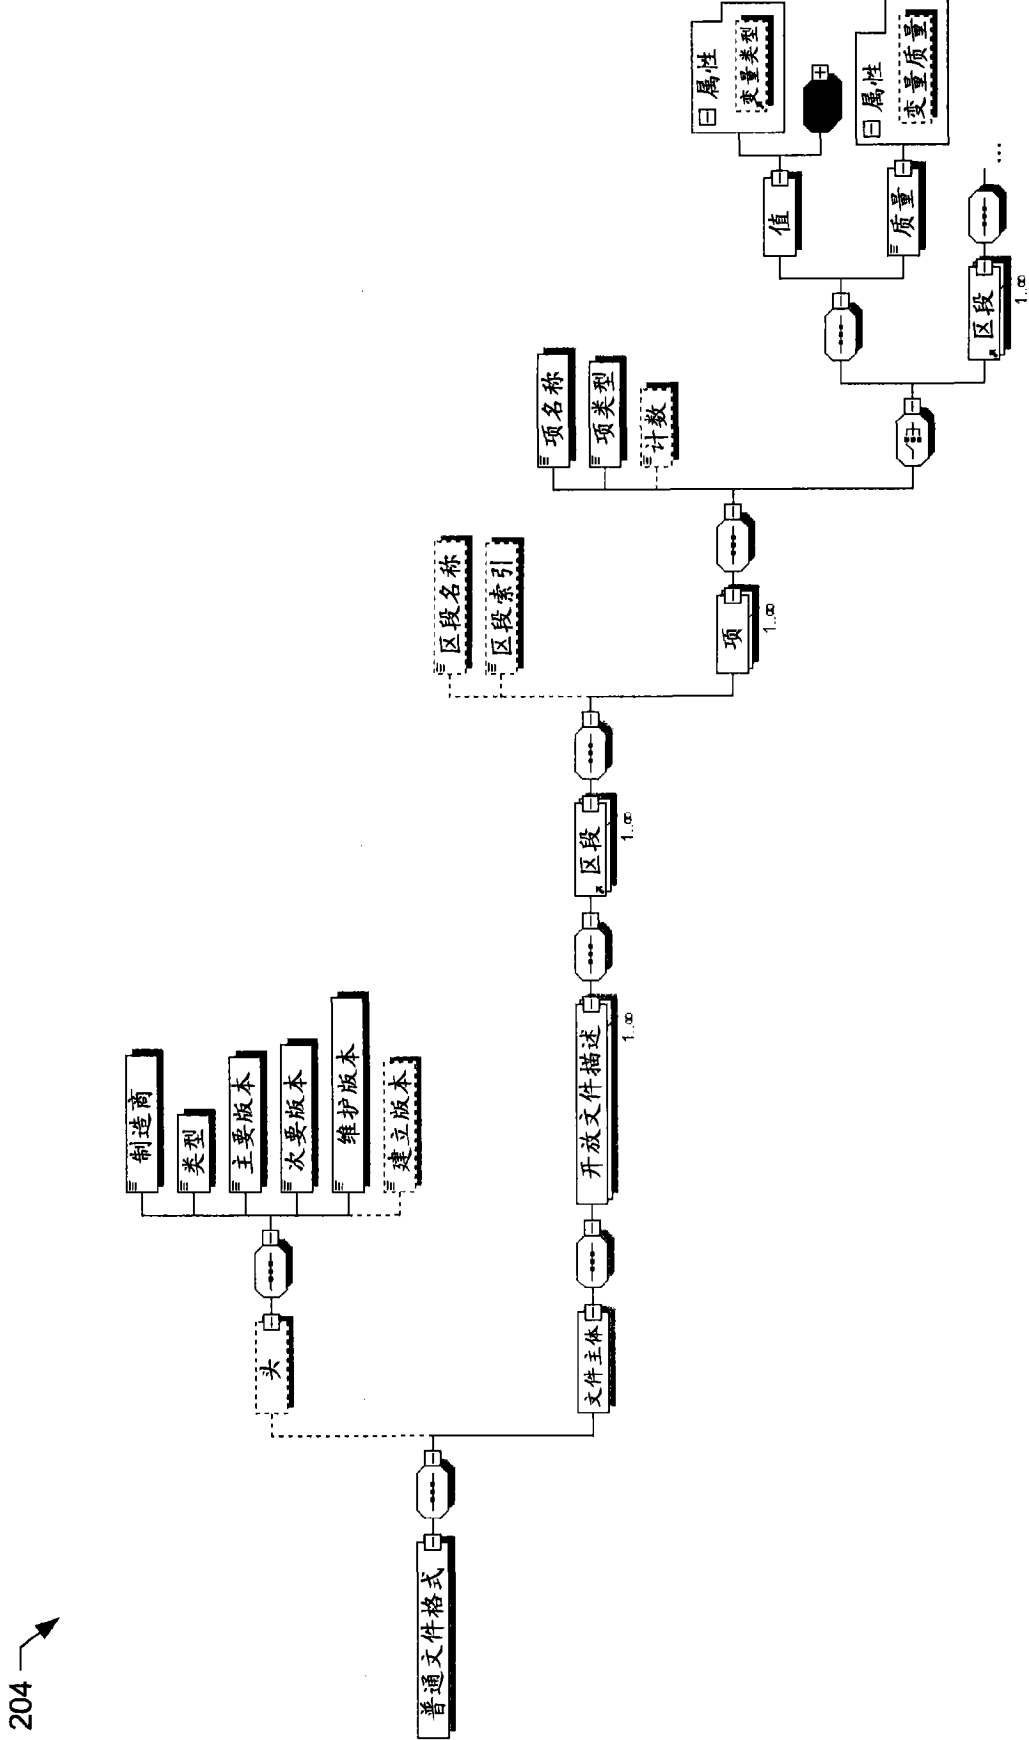 204
普通文件格式
头
制造商
类型
主要版本
次要版本
维护版本
建立版本
文件主体
开放文件描述
1..∞
区段
1..∞
区段名称
区段索引
项
1..∞
项名称
项类型
计数
值
属性
变量类型
质量
属性
变量质量
区段
1..∞
...